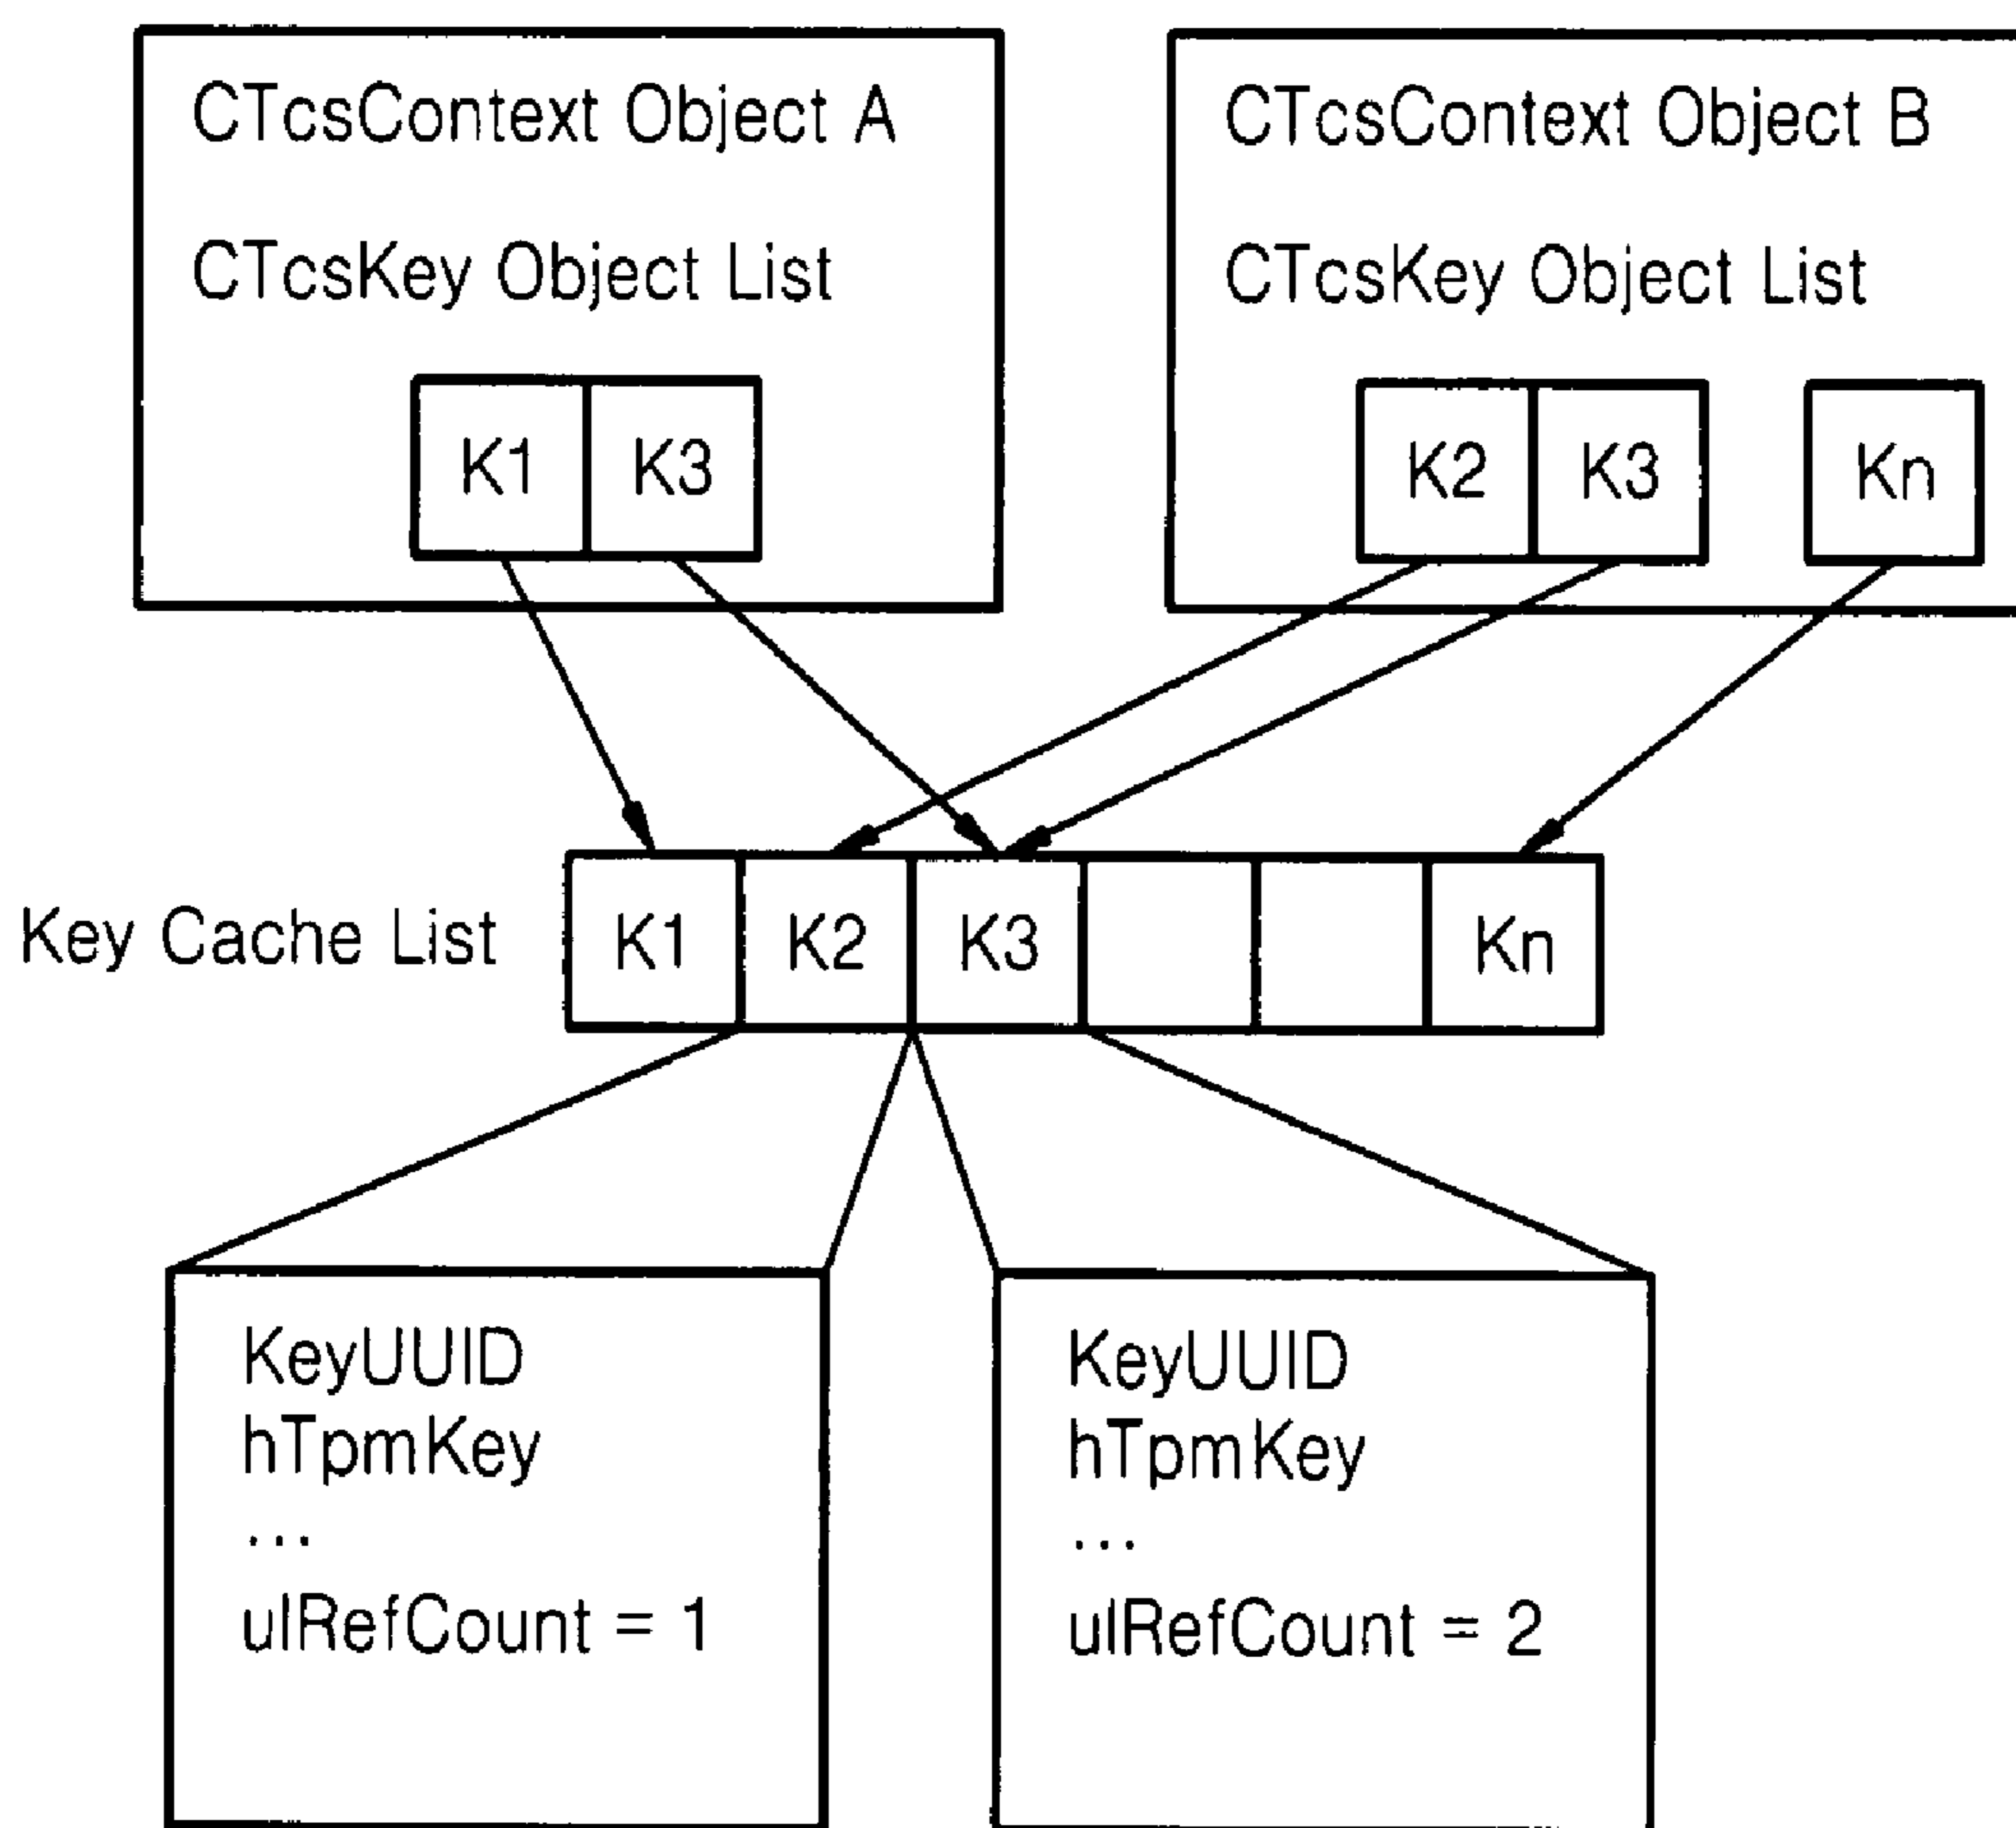 CTcsContext Object A
CTcsKey Object List
K1 K3
CTcsContext Object B
CTcsKey Object List
K2 K3 Kn
Key Cache List K1 K2 K3 Kn
KeyUUID
hTpmKey
...
ulRefCount = 1
KeyUUID
hTpmKey
...
ulRefCount = 2